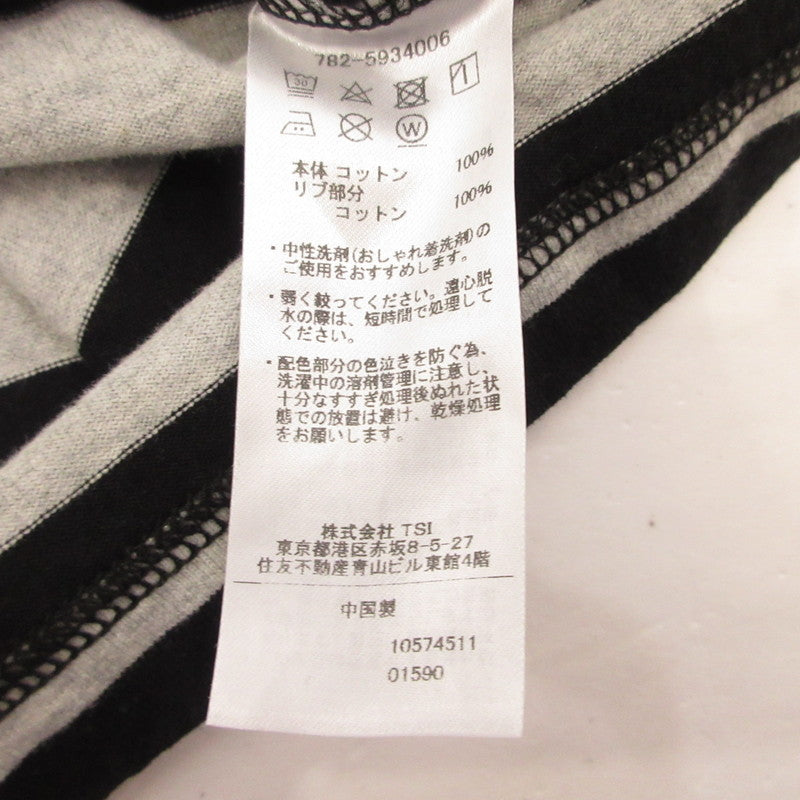 782-5934006
30
W
本体 コットン 100%
リブ部分
コットン 100%
・中性洗剤(おしゃれ着洗剤)の
ご使用をおすすめします。
・弱く絞ってください。遠心脱
水の際は、短時間で処理して
ください。
・配色部分の色泣きを防ぐ為、
洗濯中の溶剤管理に注意し、
十分なすすぎ処理後ぬれた状
態での放置は避け、乾燥処理
をお願いします。
株式会社 TSI
東京都港区赤坂8-5-27
住友不動産青山ビル東館4階
中国製
10574511
01590